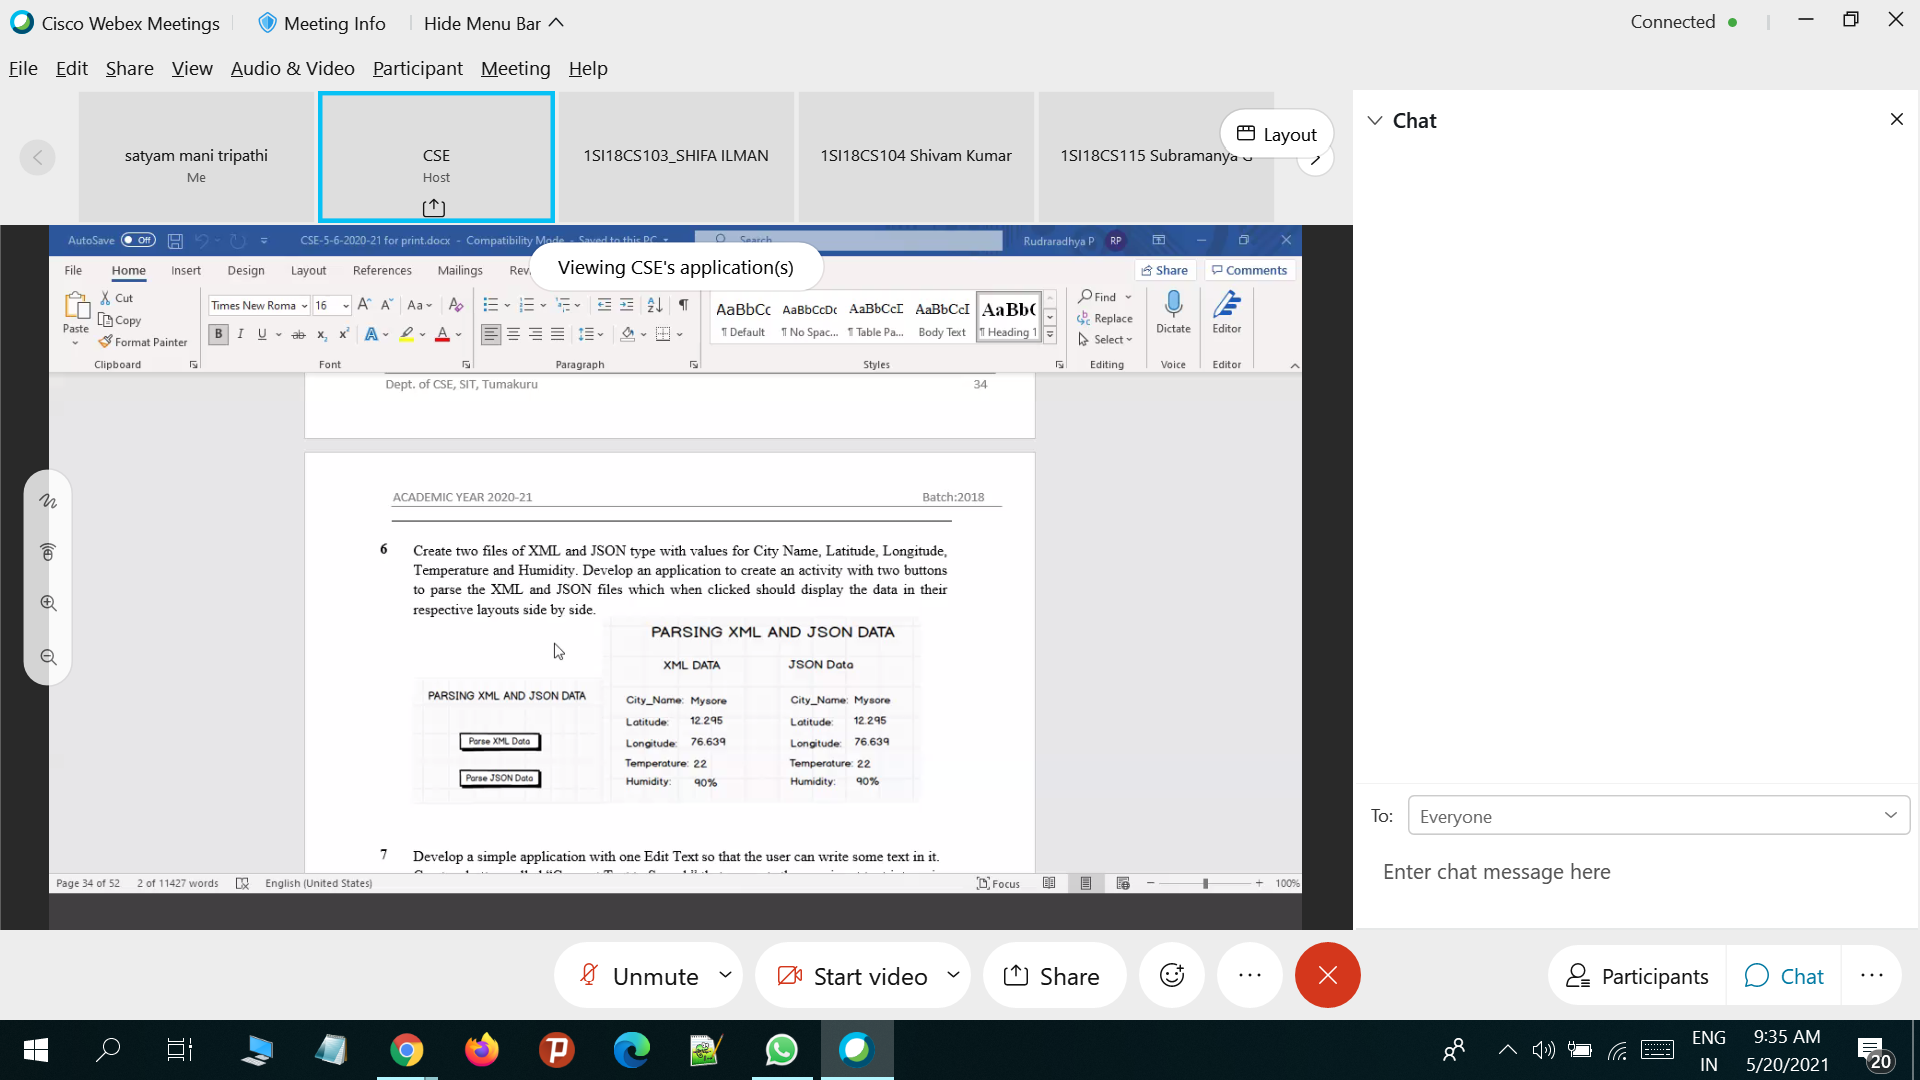 Cisco Webex Meetings
Meeting Info
Hide Menu Bar
Connected
File Edit Share View Audio & Video Participant Meeting Help
satyam mani tripathi
Me
CSE
Host
1SI18CS103_SHIFA ILMAN
1SI18CS104 Shivam Kumar
1SI18CS115 Subramanya G
Layout
Chat
AutoSave Off
CSE-5-6-2020-21 for print.docx - Compatibility Mode - Saved to this PC
Search
Rudraradhya P RP
Viewing CSE's application(s)
File Home Insert Design Layout References Mailings
Share Comments
Paste
Cut
Copy
Format Painter
Clipboard
Times New Roma 16
Font
Paragraph
AaBbCc AaBbCcDc AaBbCcI AaBbCcI AaBb(
¶ Default ¶ No Spac... ¶ Table Pa... Body Text ¶ Heading 1
Styles
Find
Replace
Select
Editing
Dictate
Voice
Editor
Editor
Dept. of CSE, SIT, Tumakuru 34
ACADEMIC YEAR 2020-21 Batch:2018
6 Create two files of XML and JSON type with values for City Name, Latitude, Longitude,
Temperature and Humidity. Develop an application to create an activity with two buttons
to parse the XML and JSON files which when clicked should display the data in their
respective layouts side by side.
PARSING XML AND JSON DATA
Parse XML Data
Parse JSON Data
PARSING XML AND JSON DATA
XML DATA JSON Data
City_Name: Mysore City_Name: Mysore
Latitude: 12.295 Latitude: 12.295
Longitude: 76.639 Longitude: 76.639
Temperature: 22 Temperature: 22
Humidity: 90% Humidity: 90%
7 Develop a simple application with one Edit Text so that the user can write some text in it.
Page 34 of 52 2 of 11427 words English (United States) Focus 100%
To: Everyone
Enter chat message here
Unmute
Start video
Share
Participants
Chat
ENG
IN
9:35 AM
5/20/2021
20